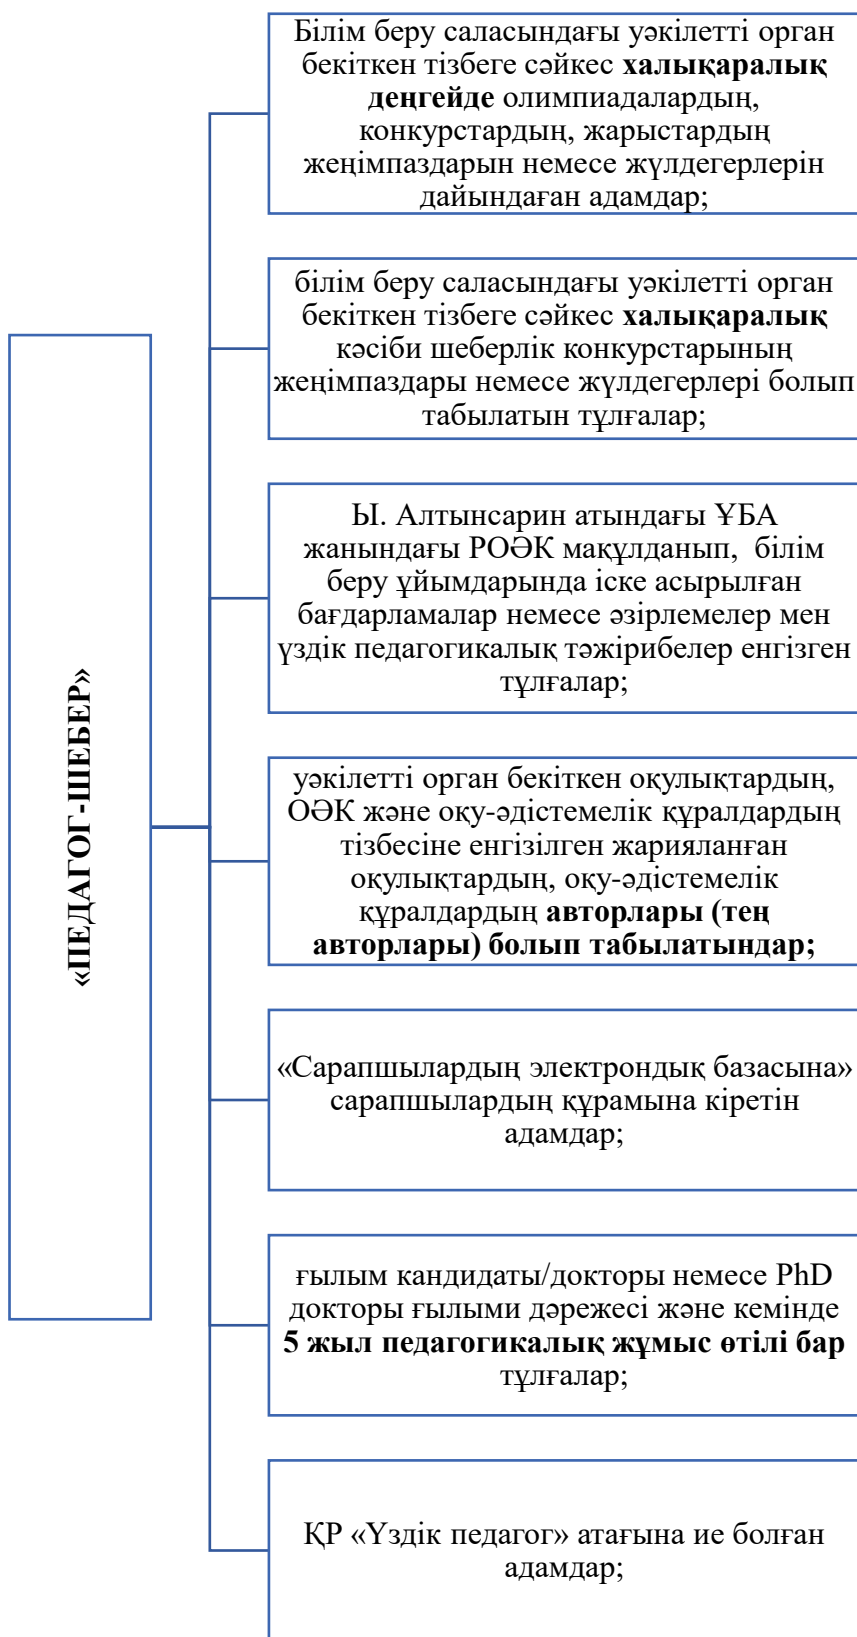 Білім беру саласындағы уәкілетті орган
бекіткен тізбеге сәйкес халықаралық
деңгейде олимпиадалардың,
конкурстардың, жарыстардың
жеңімпаздарын немесе жүлдегерлерін
дайындаған адамдар;
білім беру саласындағы уәкілетті орган
бекіткен тізбеге сәйкес халықаралық
кәсіби шеберлік конкурстарының
жеңімпаздары немесе жүлдегерлері болып
табылатын тұлғалар;
«ПЕДАГОГ-ШЕБЕР»
Ы. Алтынсарин атындағы ҰБА
жанындағы РОӘК мақұлданып,  білім
беру ұйымдарында іске асырылған
бағдарламалар немесе әзірлемелер мен
үздік педагогикалық тәжірибелер енгізген
тұлғалар;
уәкілетті орган бекіткен оқулықтардың,
ОӘК және оқу-әдістемелік құралдардың
тізбесіне енгізілген жарияланған
оқулықтардың, оқу-әдістемелік
құралдардың авторлары (тең
авторлары) болып табылатындар;
«Сарапшылардың электрондық базасына»
сарапшылардың құрамына кіретін
адамдар;
ғылым кандидаты/докторы немесе PhD
докторы ғылыми дәрежесі және кемінде
5 жыл педагогикалық жұмыс өтілі бар
тұлғалар;
ҚР «Үздік педагог» атағына ие болған
адамдар;